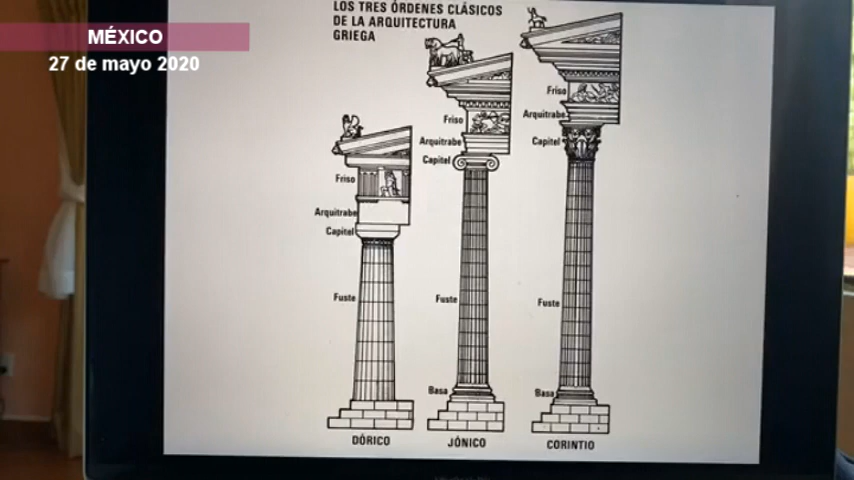 MÉXICO
27 de mayo 2020
LOS TRES ÓRDENES CLÁSICOS
DE LA ARQUITECTURA
GRIEGA
Friso
Arquitrabe
Capitel
Fuste
DÓRICO
Friso
Arquitrabe
Capitel
Fuste
Basa
JÓNICO
Friso
Arquitrabe
Capitel
Fuste
Basa
CORINTIO